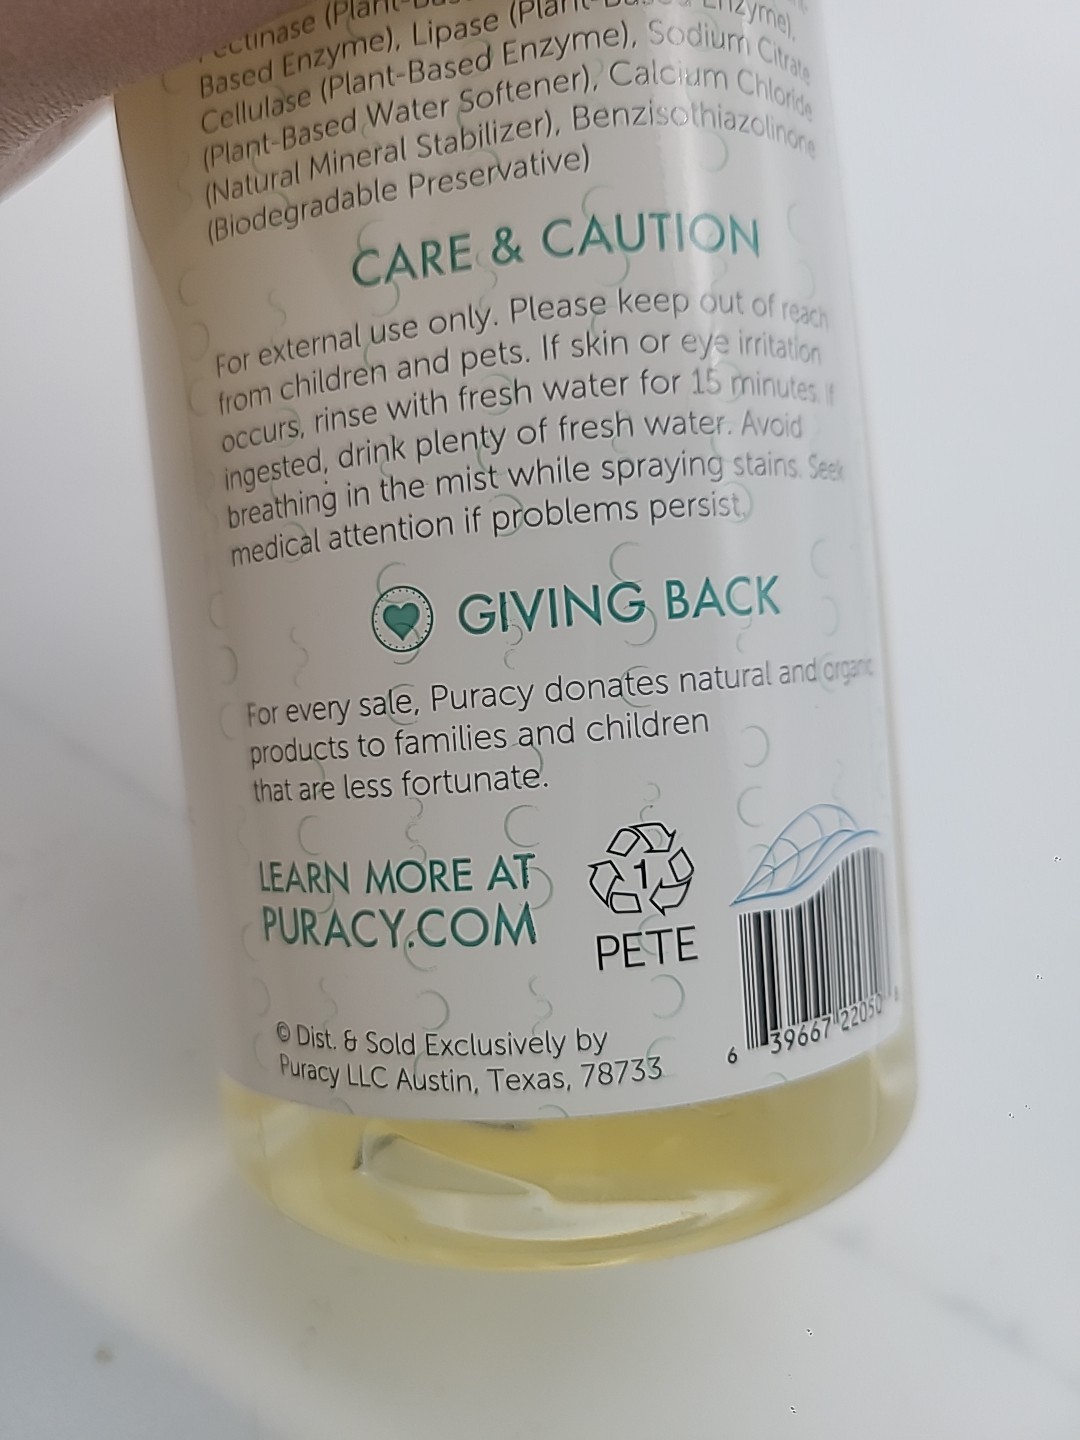 (Plant-
Based Enzyme), Lipase (Plant-Based Enzyme),
Cellulase (Plant-Based Enzyme), Sodium Citrate
(Plant-Based Water Softener), Calcium Chloride
(Natural Mineral Stabilizer), Benzisothiazolinone
(Biodegradable Preservative)
CARE & CAUTION
For external use only. Please keep out of reach
from children and pets. If skin or eye irritation
occurs, rinse with fresh water for 15 minutes. If
ingested, drink plenty of fresh water. Avoid
breathing in the mist while spraying stains. Seek
medical attention if problems persist.
GIVING BACK
For every sale, Puracy donates natural and organic
products to families and children
that are less fortunate.
LEARN MORE AT
PURACY.COM
1
PETE
6 39667 22050 8
© Dist. & Sold Exclusively by
Puracy LLC Austin, Texas, 78733